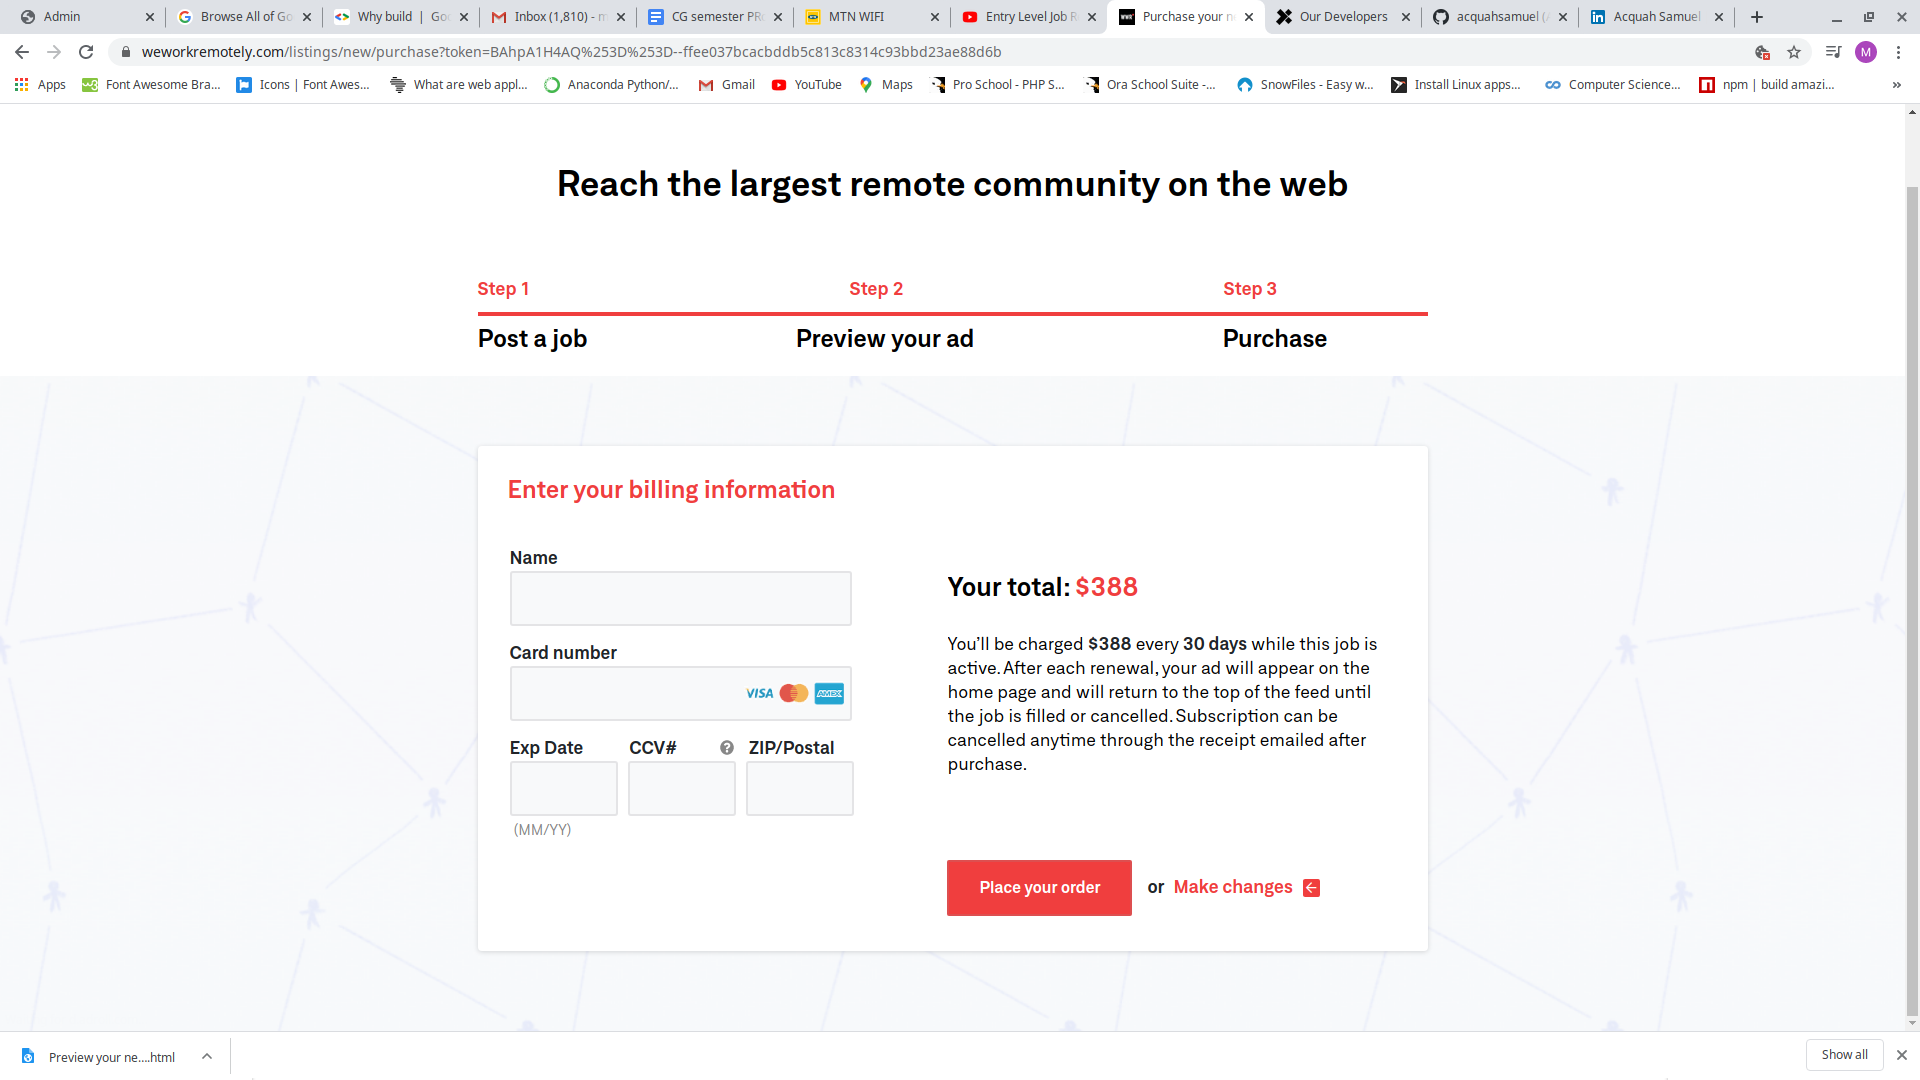 Admin
Browse All of Go
Why build | Goo
Inbox (1,810) - m
CG semester PRo
MTN WIFI
Entry Level Job R
Purchase your n
Our Developers
acquahsamuel (A
Acquah Samuel
weworkremotely.com/listings/new/purchase?token=BAhpA1H4AQ%253D%253D--ffee037bcacbddb5c813c8314c93bbd23ae88d6b
M
Apps
Font Awesome Bra...
Icons | Font Awes...
What are web appl...
Anaconda Python/...
Gmail
YouTube
Maps
Pro School - PHP S...
Ora School Suite -...
SnowFiles - Easy w...
Install Linux apps...
Computer Science...
npm | build amazi...
»
Reach the largest remote community on the web
Step 1
Step 2
Step 3
Post a job
Preview your ad
Purchase
Enter your billing information
Name
Card number
VISA
AMEX
Exp Date
CCV#
?
ZIP/Postal
(MM/YY)
Your total: $388
You’ll be charged $388 every 30 days while this job is
active. After each renewal, your ad will appear on the
home page and will return to the top of the feed until
the job is filled or cancelled. Subscription can be
cancelled anytime through the receipt emailed after
purchase.
Place your order
or Make changes
Preview your ne....html
Show all